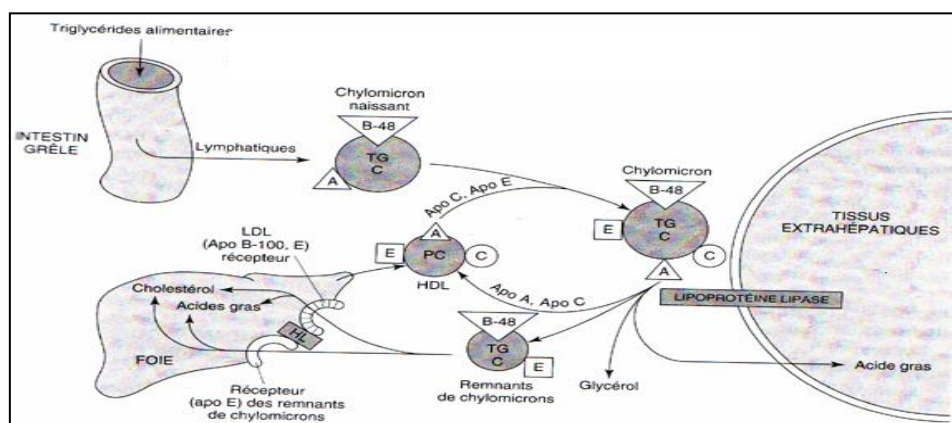 Triglycérides alimentaires
INTESTIN
GRÊLE
Lymphatiques
Chylomicron
naissant
B-48
TG
C
A
Apo C, Apo E
Chylomicron
B-48
TG
C
E
C
A
TISSUS
EXTRAHÉPATIQUES
LDL
(Apo B-100, E)
récepteur
A
E
PC
C
HDL
Apo A, Apo C
LIPOPROTÉINE LIPASE
Cholestérol
Acides gras
HL
FOIE
B-48
TG
C
E
Remnants
de chylomicrons
Glycérol
Acide gras
Récepteur
(apo E) des remnants
de chylomicrons